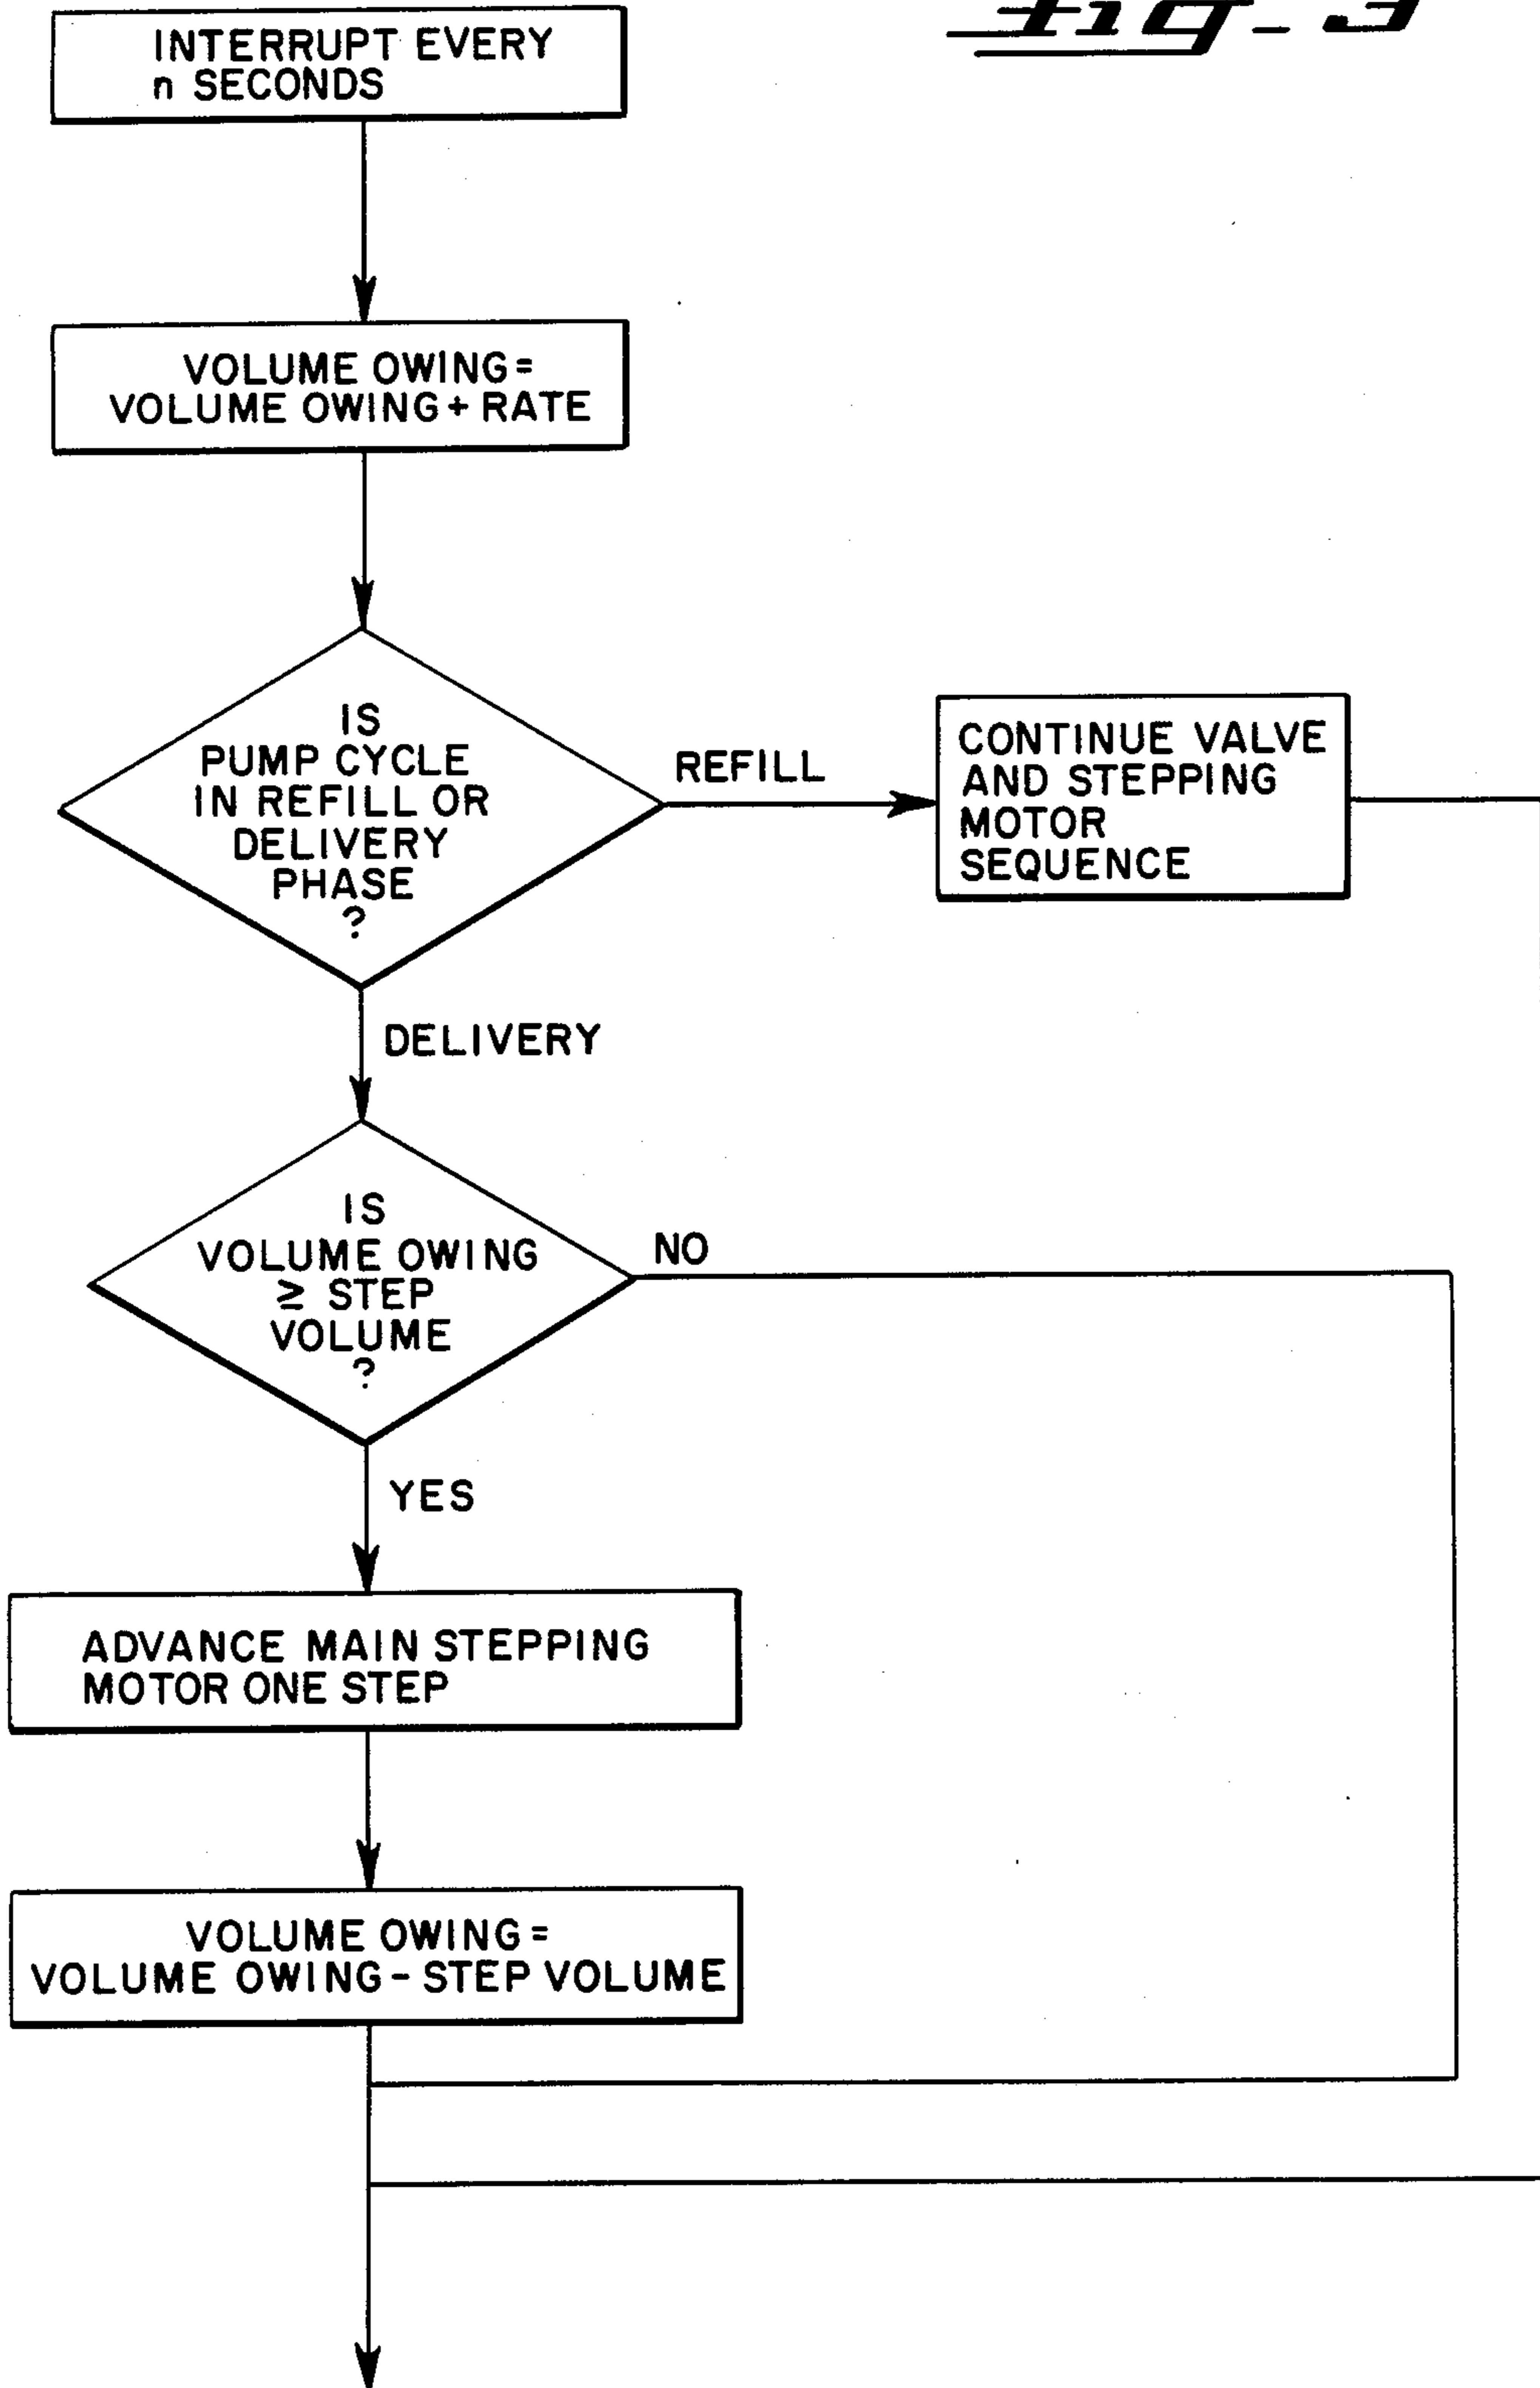 fig-3
INTERRUPT EVERY
n SECONDS
VOLUME OWING =
VOLUME OWING + RATE
IS
PUMP CYCLE
IN REFILL OR
DELIVERY
PHASE
?
REFILL
CONTINUE VALVE
AND STEPPING
MOTOR
SEQUENCE
DELIVERY
IS
VOLUME OWING
≥ STEP
VOLUME
?
NO
YES
ADVANCE MAIN STEPPING
MOTOR ONE STEP
VOLUME OWING =
VOLUME OWING - STEP VOLUME